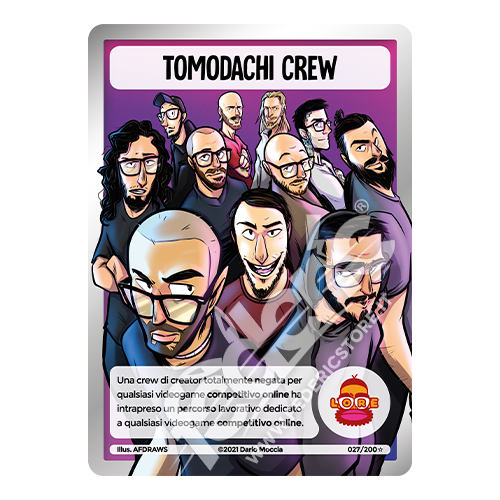 TOMODACHI CREW
Una crew di creator totalmente negata per
qualsiasi videogame competitivo online ha
intrapreso un percorso lavorativo dedicato
a qualsiasi videogame competitivo online.
LORE
Illus. AFDRAWS ©2021 Dario Moccia 027/200☆